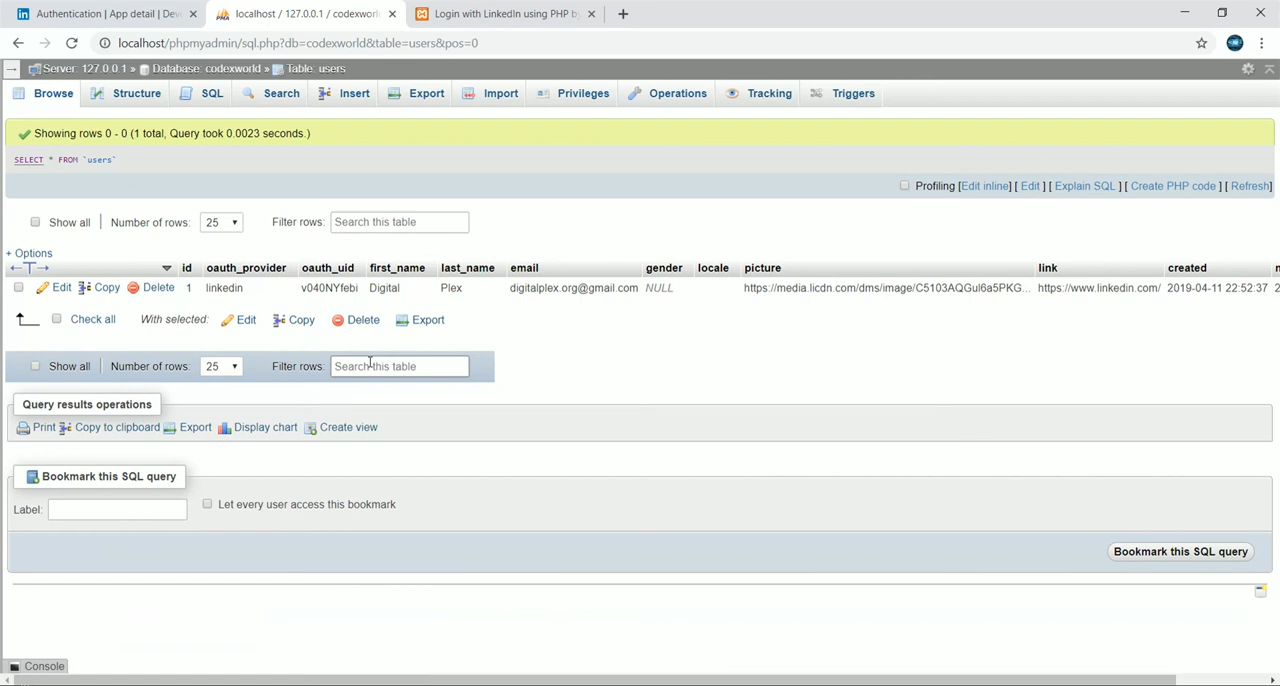 Authentication | App detail | Dev
localhost / 127.0.0.1 / codexworl
Login with LinkedIn using PHP by
localhost/phpmyadmin/sql.php?db=codexworld&table=users&pos=0
Server: 127.0.0.1 » Database: codexworld » Table: users
Browse Structure SQL Search Insert Export Import Privileges Operations Tracking Triggers
Showing rows 0 - 0 (1 total, Query took 0.0023 seconds.)
SELECT * FROM `users`
Profiling [Edit inline] [ Edit ] [ Explain SQL ] [ Create PHP code ] [ Refresh]
Show all | Number of rows: 25 Filter rows: Search this table
+ Options
←T→ id oauth_provider oauth_uid first_name last_name email gender locale picture link created
Edit Copy Delete 1 linkedin v040NYfebi Digital Plex digitalplex.org@gmail.com NULL https://media.licdn.com/dms/image/C5103AQGul6a5PKG... https://www.linkedin.com/ 2019-04-11 22:52:37 2
Check all With selected: Edit Copy Delete Export
Show all | Number of rows: 25 Filter rows: Search this table
Query results operations
Print Copy to clipboard Export Display chart Create view
Bookmark this SQL query
Label: Let every user access this bookmark
Bookmark this SQL query
Console